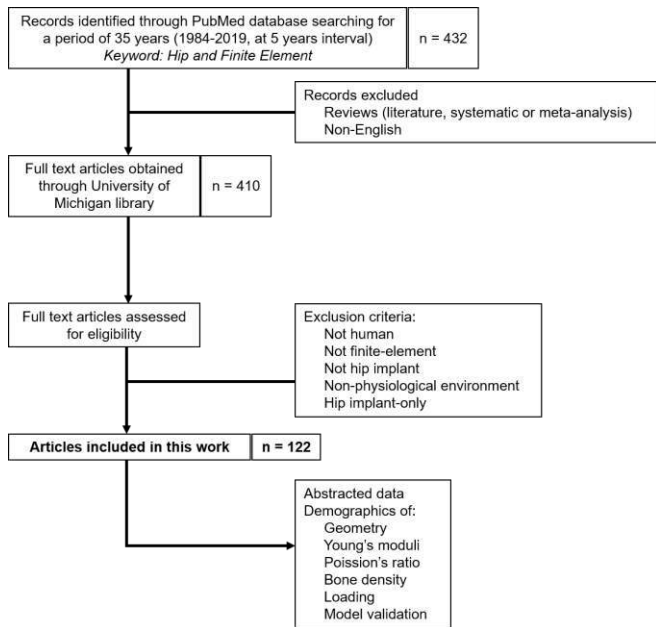 Records identified through PubMed database searching for
a period of 35 years (1984-2019, at 5 years interval)
Keyword: Hip and Finite Element
n = 432
Records excluded
Reviews (literature, systematic or meta-analysis)
Non-English
Full text articles obtained
through University of
Michigan library
n = 410
Full text articles assessed
for eligibility
Exclusion criteria:
Not human
Not finite-element
Not hip implant
Non-physiological environment
Hip implant-only
Articles included in this work
n = 122
Abstracted data
Demographics of:
Geometry
Young's moduli
Poission's ratio
Bone density
Loading
Model validation